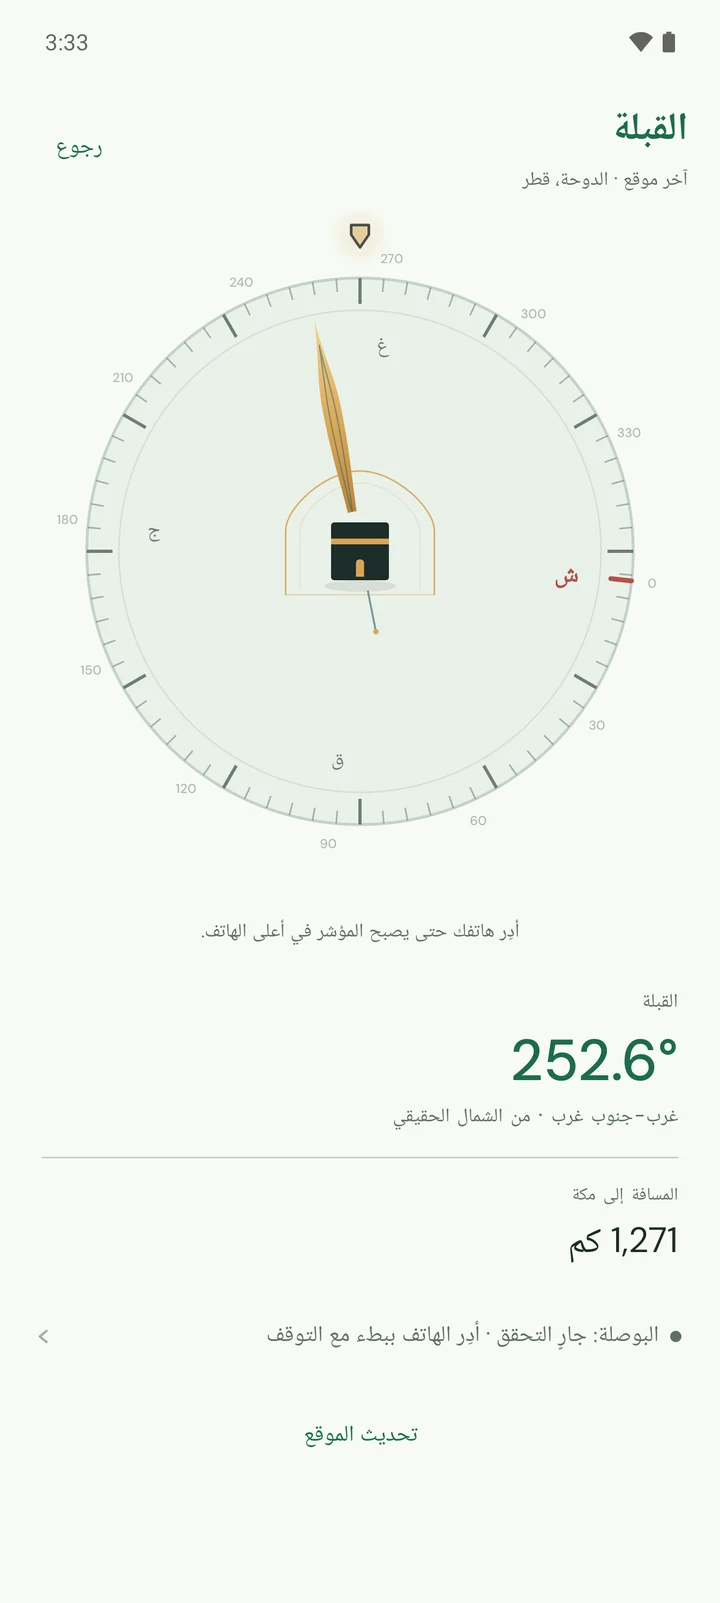 3:33
القبلة
رجوع
آخر موقع · الدوحة، قطر
270
240
300
غ
210
330
180
ج
ش
0
150
30
ق
120
60
90
أدِر هاتفك حتى يصبح المؤشر في أعلى الهاتف.
القبلة
252.6°
غرب-جنوب غرب · من الشمال الحقيقي
المسافة إلى مكة
1,271 كم
البوصلة: جارٍ التحقق · أدِر الهاتف ببطء مع التوقف
تحديث الموقع